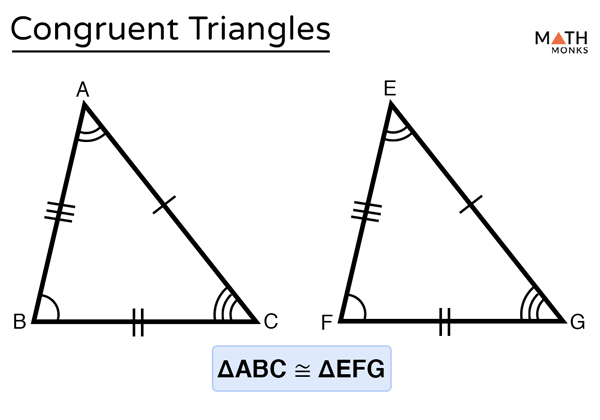 Congruent Triangles
MATH
MONKS
A
E
B
C
F
G
ΔABC ≅ ΔEFG